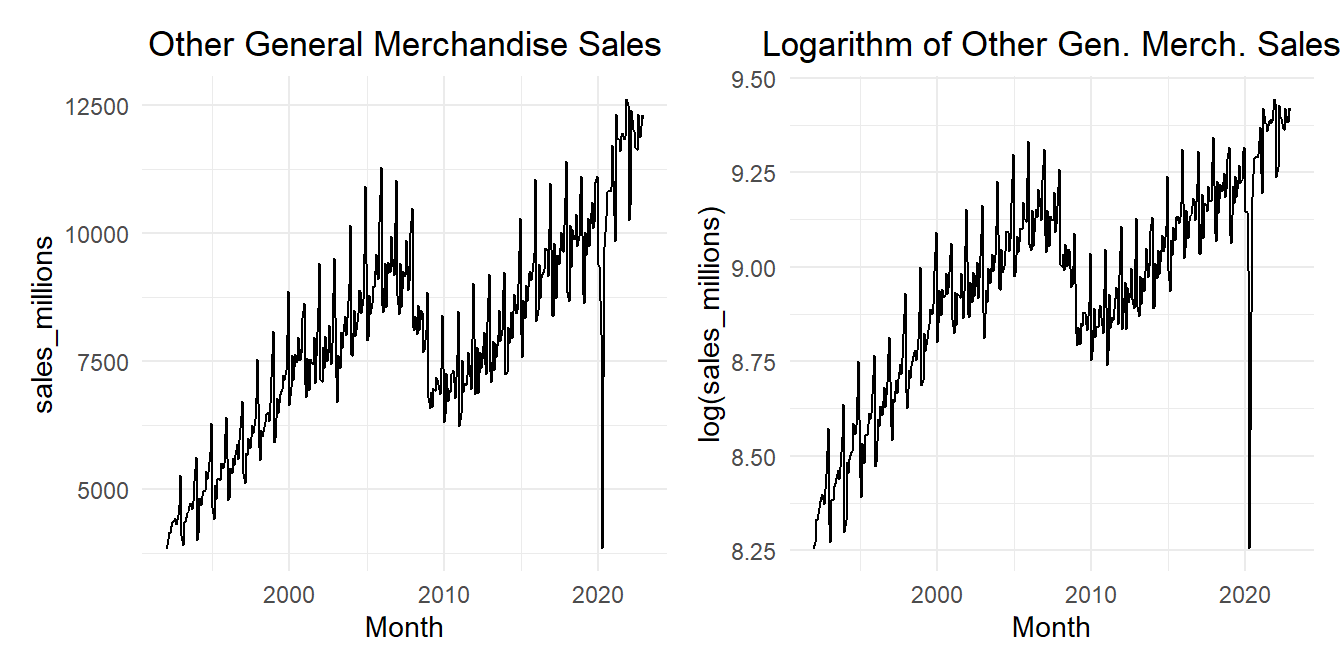 Other General Merchandise Sales
sales_millions
12500
10000
7500
5000
2000
2010
2020
Month
Logarithm of Other Gen. Merch. Sales
log(sales_millions)
9.50
9.25
9.00
8.75
8.50
8.25
2000
2010
2020
Month